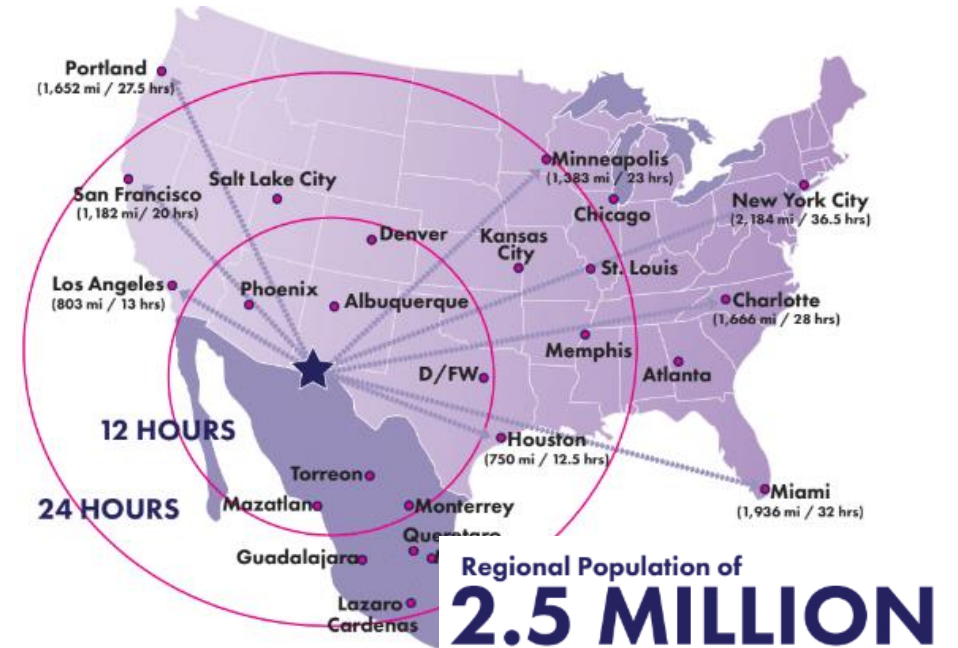 Portland
(1,652 mi / 27.5 hrs)
Minneapolis
(1,383 mi / 23 hrs)
San Francisco
(1,182 mi/ 20 hrs)
Salt Lake City
Chicago
New York City
(2,184 mi / 36.5 hrs)
Denver
Kansas
City
St. Louis
Los Angeles
(803 mi / 13 hrs)
Phoenix
Albuquerque
Charlotte
(1,666 mi / 28 hrs)
Memphis
D/FW
Atlanta
12 HOURS
Houston
(750 mi / 12.5 hrs)
Torreon
Miami
(1,936 mi / 32 hrs)
24 HOURS
Mazatlan
Monterrey
Queretaro
Guadalajara
Lazaro
Cardenas
Regional Population of
2.5 MILLION